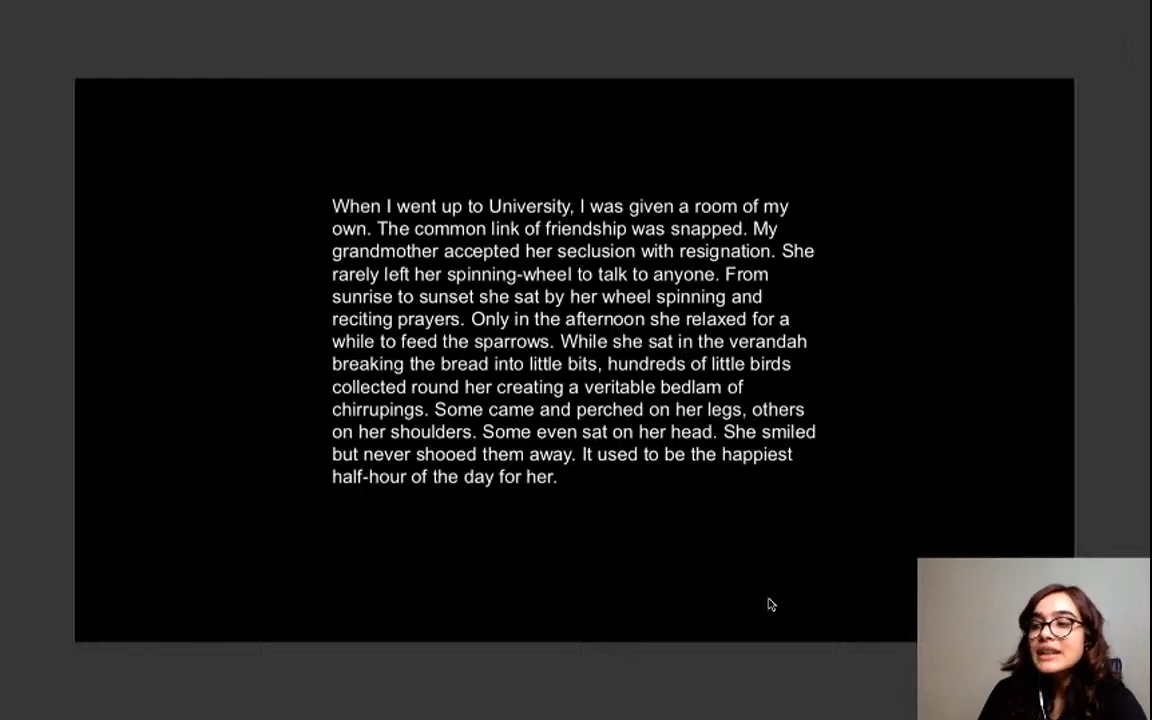 When I went up to University, I was given a room of my
own. The common link of friendship was snapped. My
grandmother accepted her seclusion with resignation. She
rarely left her spinning-wheel to talk to anyone. From
sunrise to sunset she sat by her wheel spinning and
reciting prayers. Only in the afternoon she relaxed for a
while to feed the sparrows. While she sat in the verandah
breaking the bread into little bits, hundreds of little birds
collected round her creating a veritable bedlam of
chirrupings. Some came and perched on her legs, others
on her shoulders. Some even sat on her head. She smiled
but never shooed them away. It used to be the happiest
half-hour of the day for her.